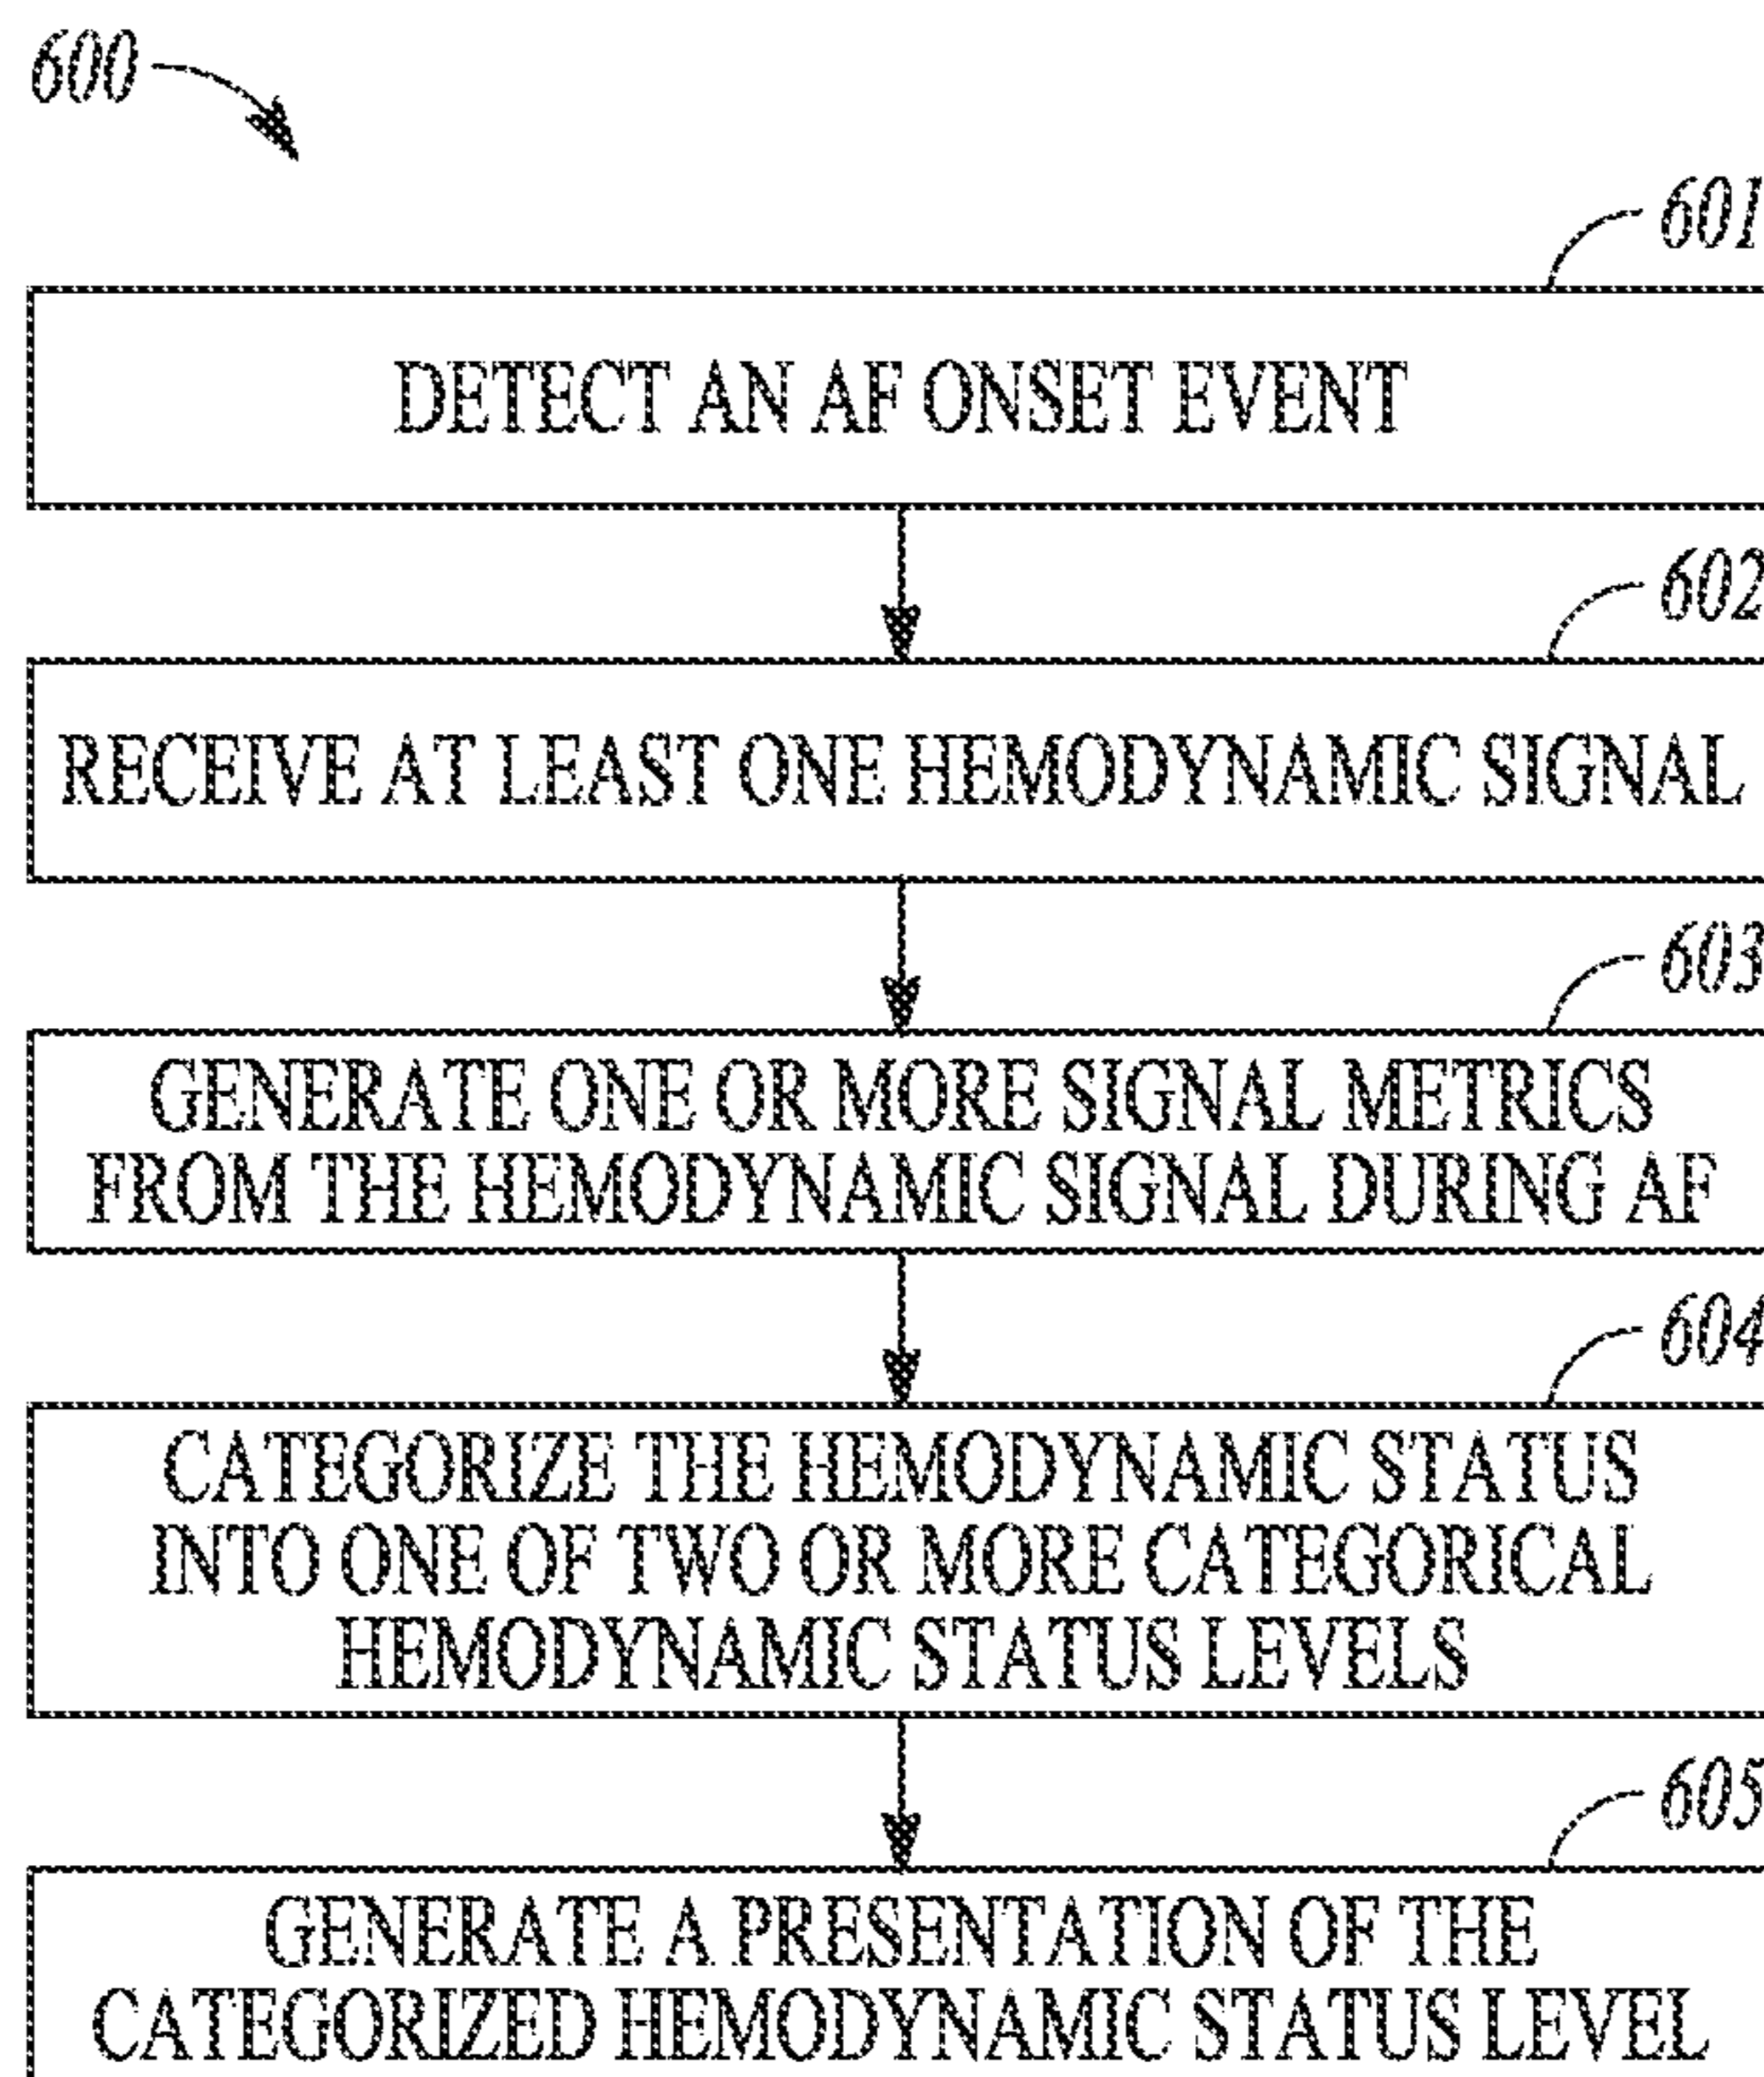 600
601
DETECT AN AF ONSET EVENT
602
RECEIVE AT LEAST ONE HEMODYNAMIC SIGNAL
603
GENERATE ONE OR MORE SIGNAL METRICS
FROM THE HEMODYNAMIC SIGNAL DURING AF
604
CATEGORIZE THE HEMODYNAMIC STATUS
INTO ONE OF TWO OR MORE CATEGORICAL
HEMODYNAMIC STATUS LEVELS
605
GENERATE A PRESENTATION OF THE
CATEGORIZED HEMODYNAMIC STATUS LEVEL